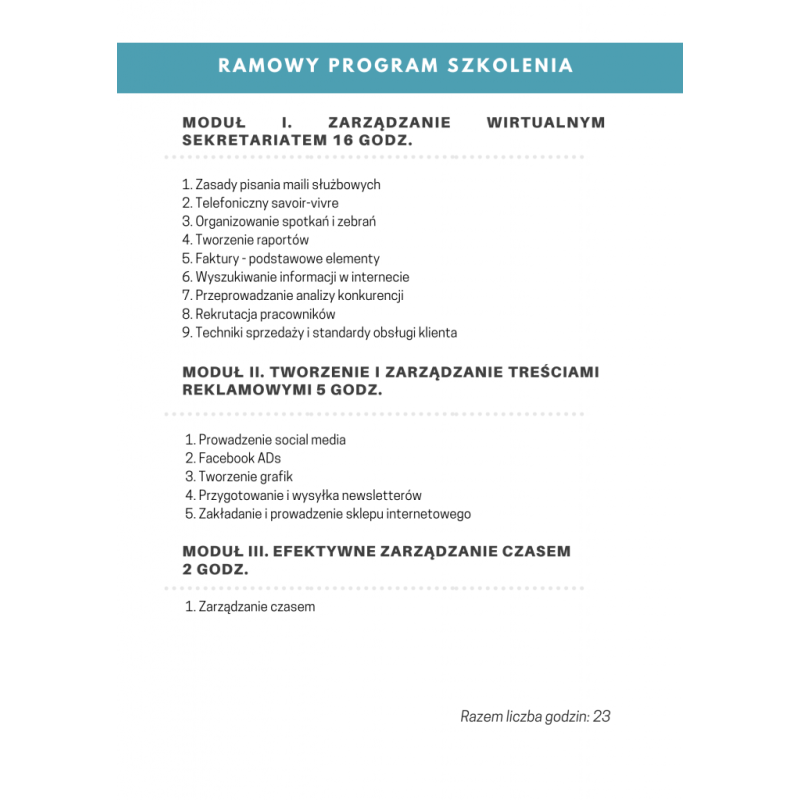 RAMOWY PROGRAM SZKOLENIA
MODUŁ I. ZARZĄDZANIE WIRTUALNYM
SEKRETARIATEM 16 GODZ.
1. Zasady pisania maili służbowych
2. Telefoniczny savoir-vivre
3. Organizowanie spotkań i zebrań
4. Tworzenie raportów
5. Faktury - podstawowe elementy
6. Wyszukiwanie informacji w internecie
7. Przeprowadzanie analizy konkurencji
8. Rekrutacja pracowników
9. Techniki sprzedaży i standardy obsługi klienta
MODUŁ II. TWORZENIE I ZARZĄDZANIE TREŚCIAMI
REKLAMOWYMI 5 GODZ.
1. Prowadzenie social media
2. Facebook ADs
3. Tworzenie grafik
4. Przygotowanie i wysyłka newsletterów
5. Zakładanie i prowadzenie sklepu internetowego
MODUŁ III. EFEKTYWNE ZARZĄDZANIE CZASEM
2 GODZ.
1. Zarządzanie czasem
Razem liczba godzin: 23